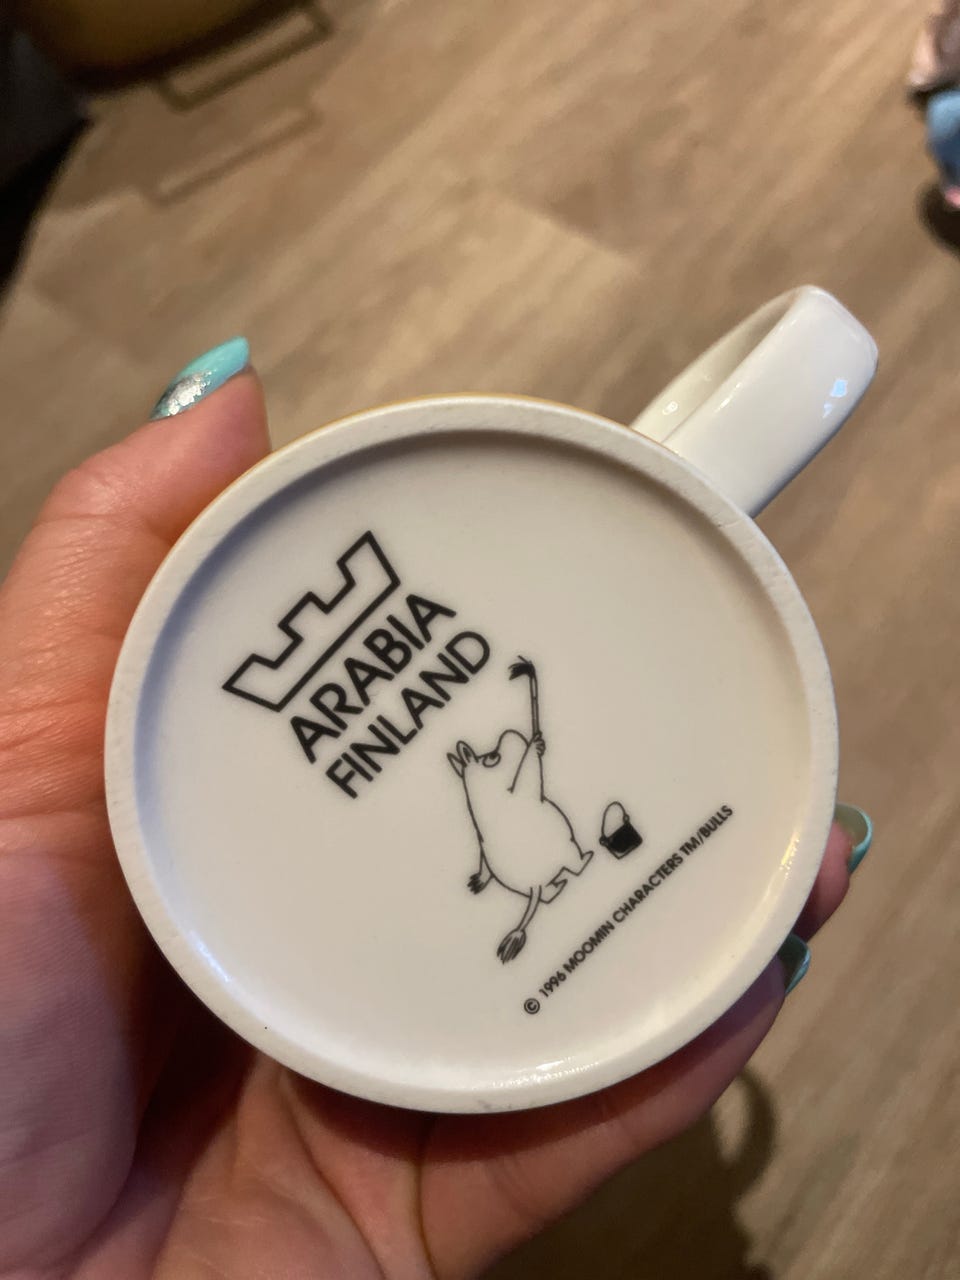 ARABIA
FINLAND
© 1996 MOOMIN CHARACTERS TM/BULLS